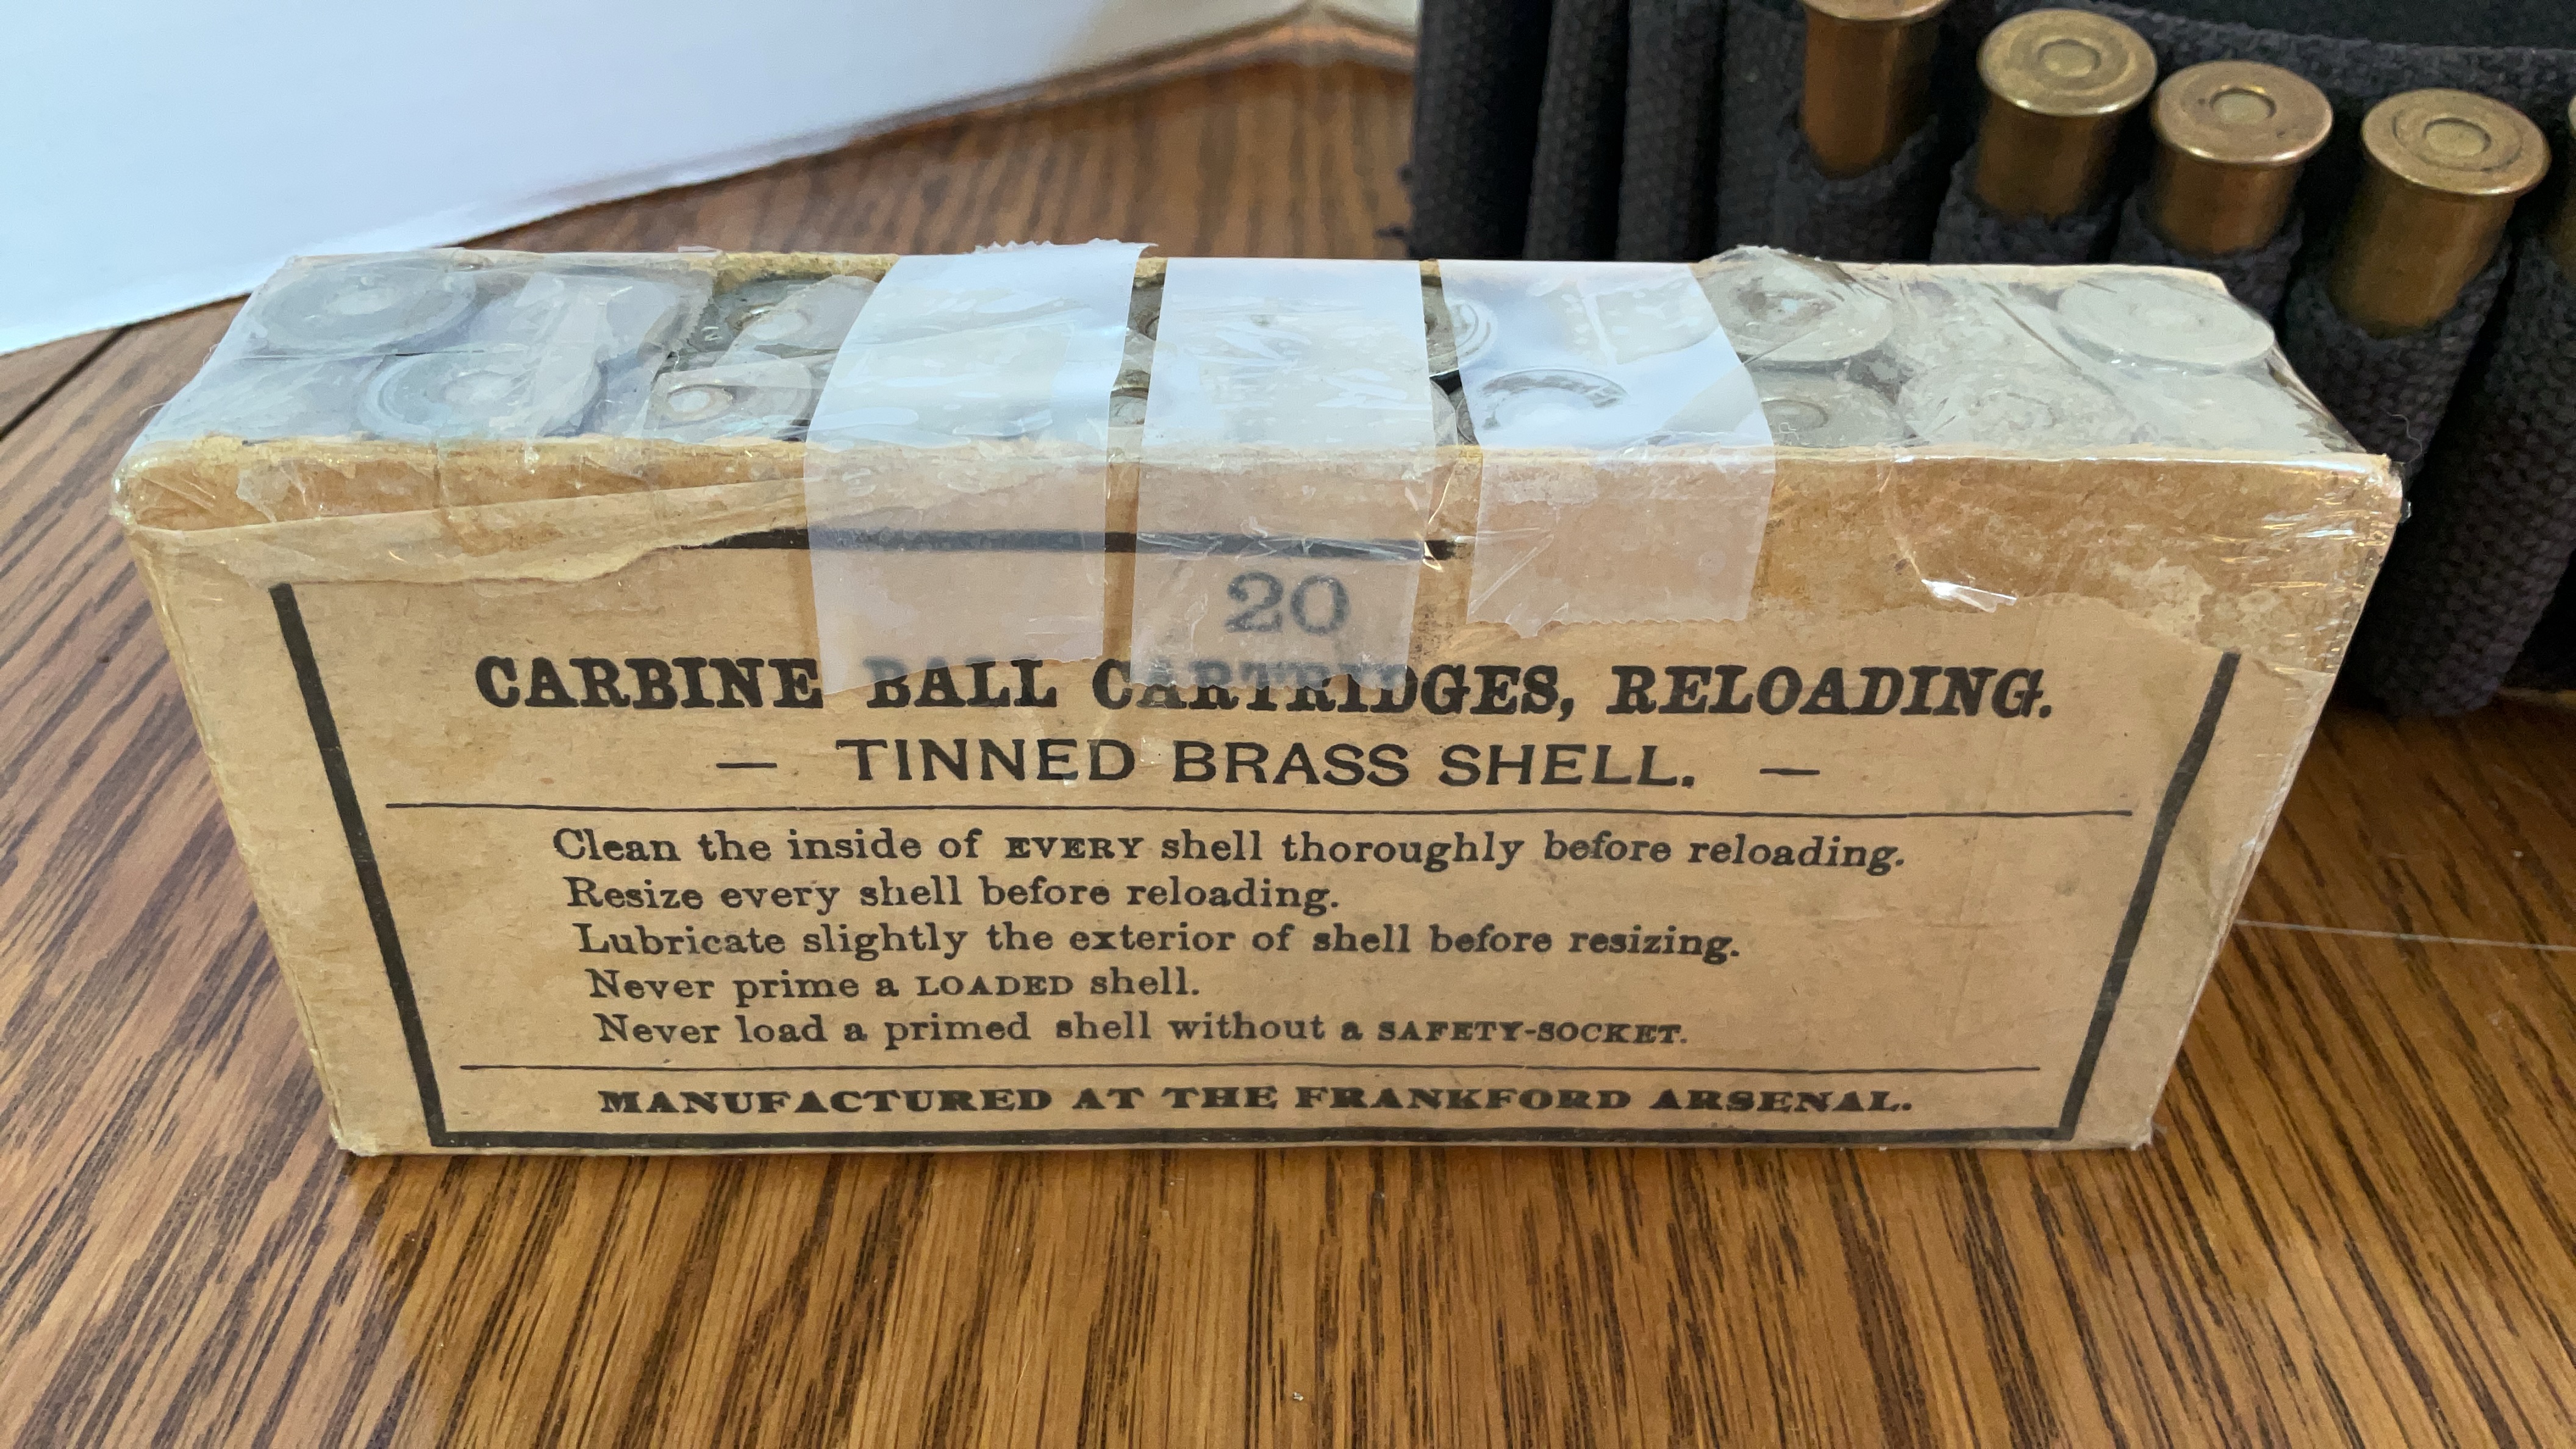 20
CARBINE BALL CARTRIDGES, RELOADING.
— TINNED BRASS SHELL. —
Clean the inside of EVERY shell thoroughly before reloading.
Resize every shell before reloading.
Lubricate slightly the exterior of shell before resizing.
Never prime a LOADED shell.
Never load a primed shell without a SAFETY-SOCKET.
MANUFACTURED AT THE FRANKFORD ARSENAL.